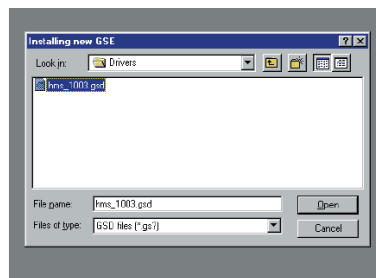 Installing new GSE
Look in: Drivers
hms_1003.gsd
File name: hms_1003.gsd Open
Files of type: GSD files (*.gs?) Cancel